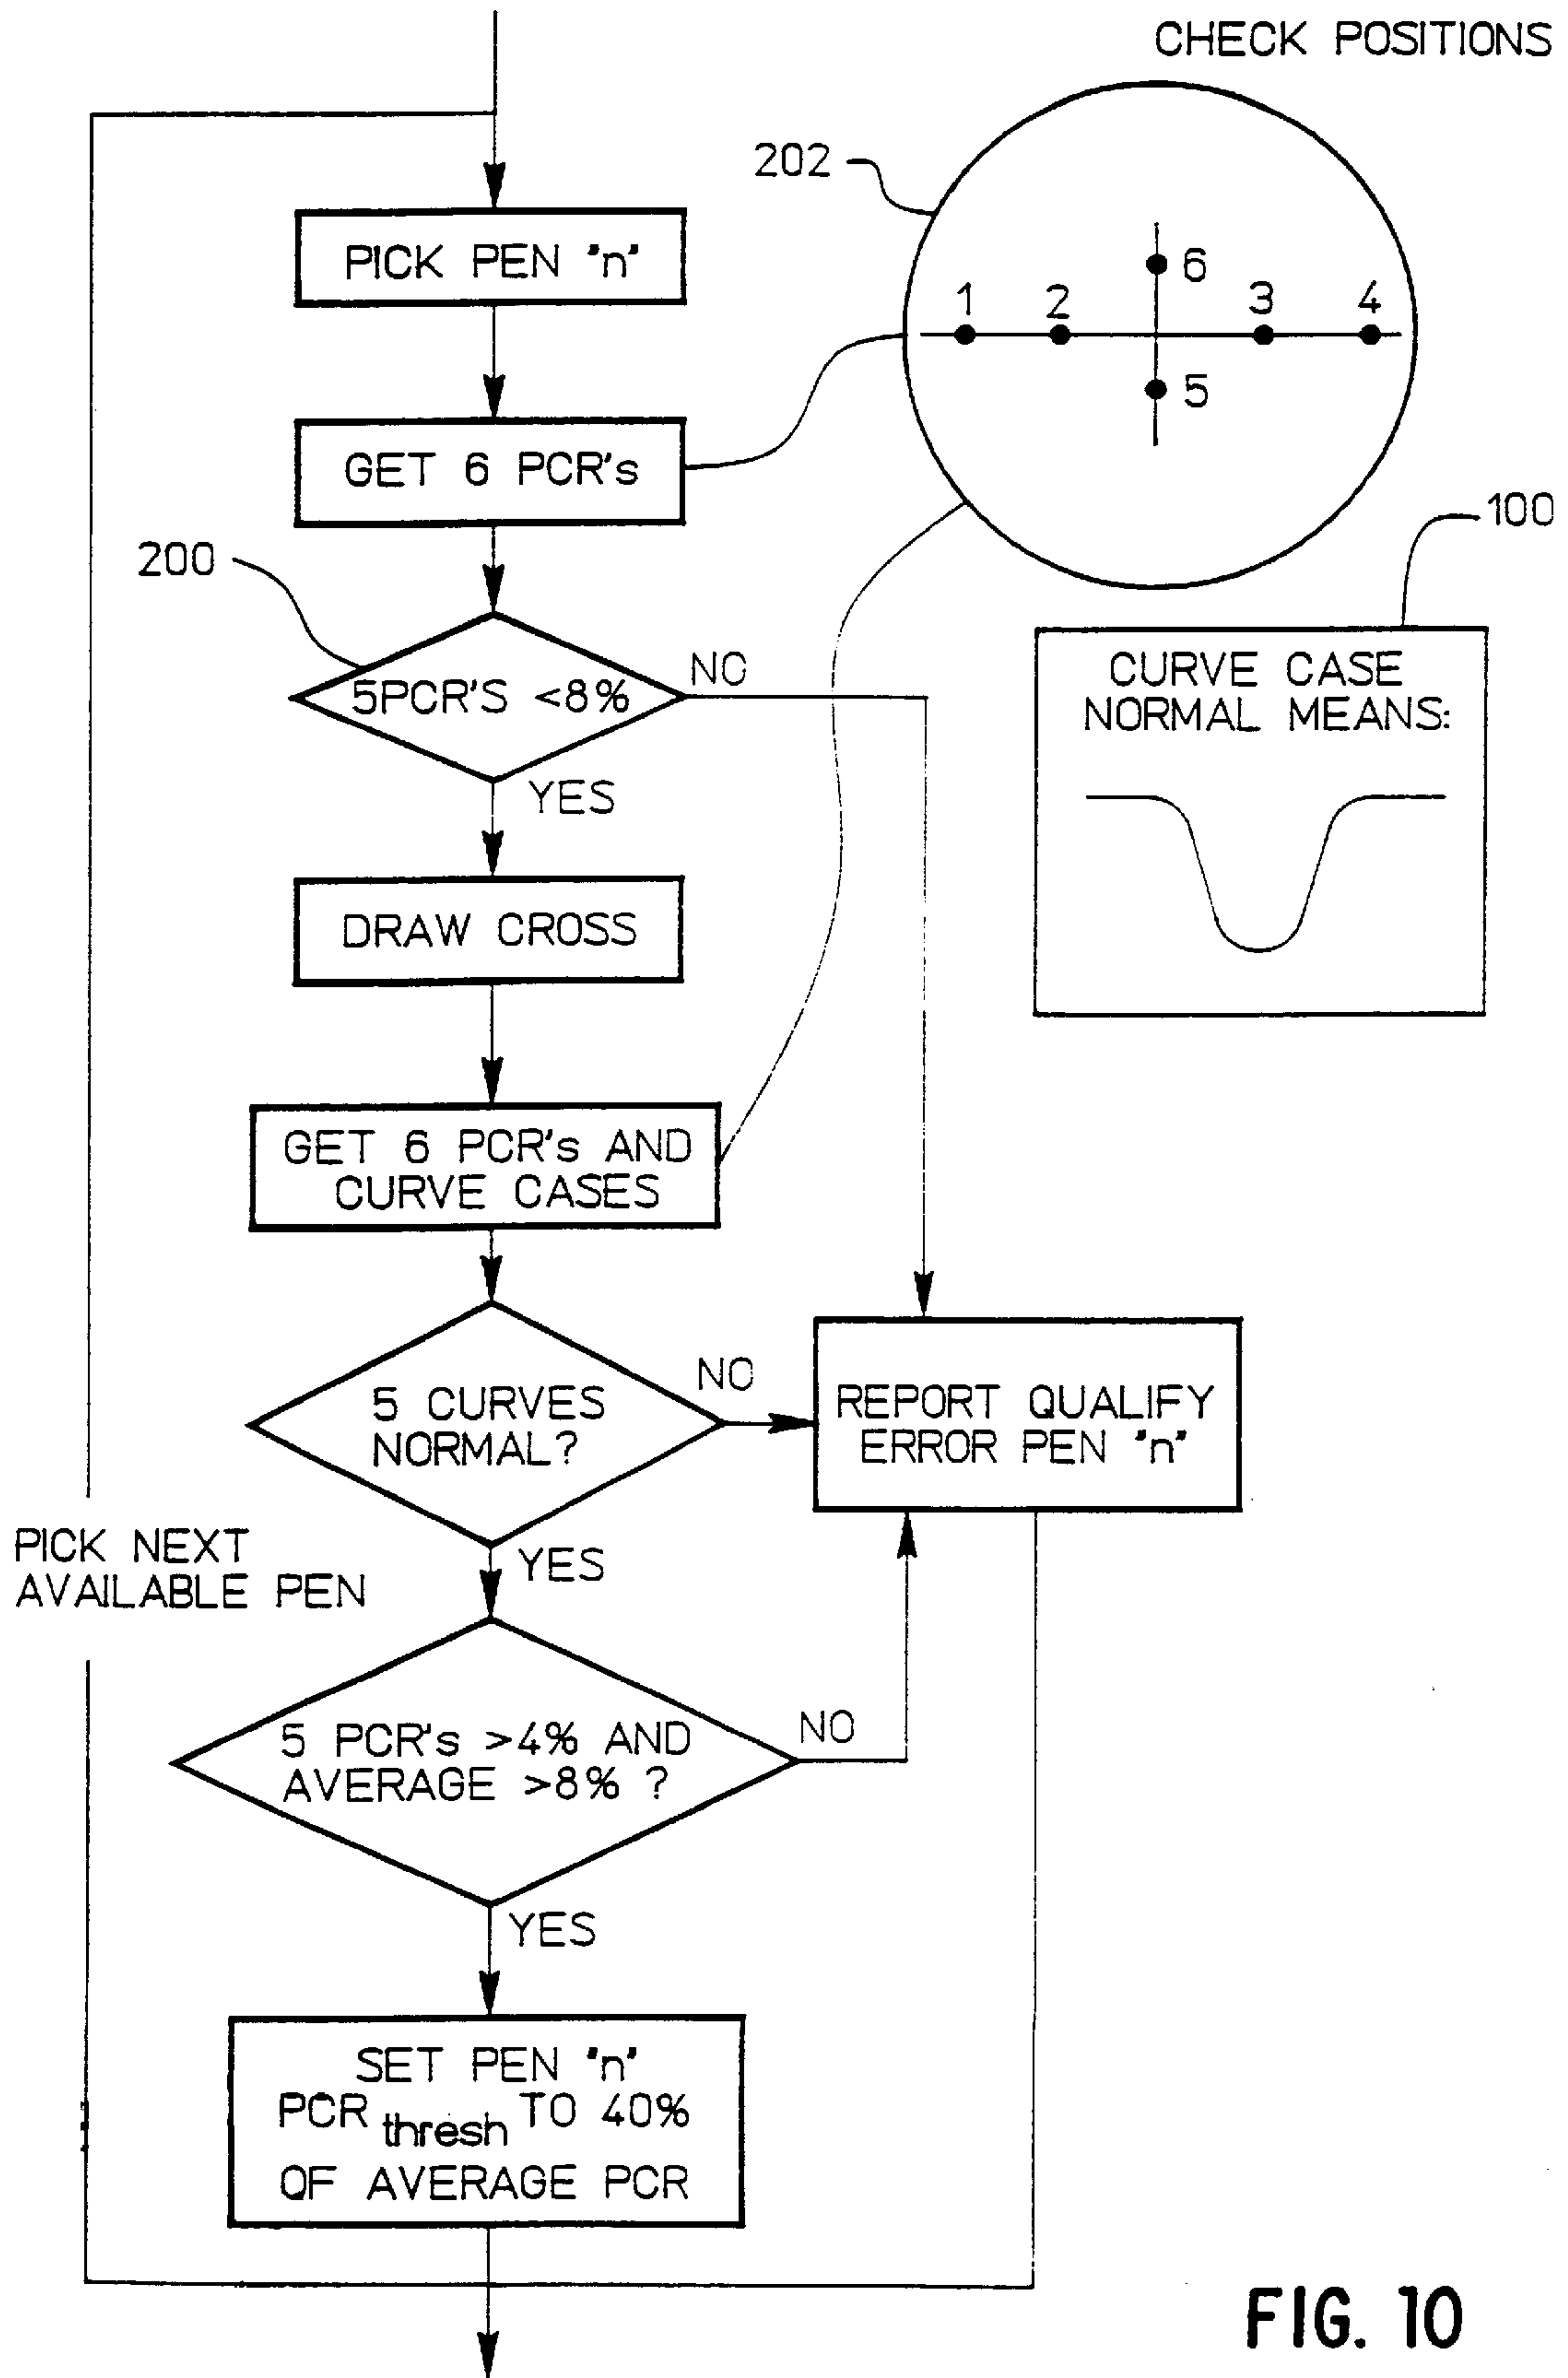 CHECK POSITIONS
202
PICK PEN "n"
6
1
2
3
4
5
GET 6 PCR's
100
200
5PCR'S <8%
NO
CURVE CASE
NORMAL MEANS:
YES
DRAW CROSS
GET 6 PCR's AND
CURVE CASES
5 CURVES
NORMAL?
NO
REPORT QUALIFY
ERROR PEN "n"
PICK NEXT
AVAILABLE PEN
YES
5 PCR's >4% AND
AVERAGE >8% ?
NO
YES
SET PEN "n"
PCR thresh TO 40%
OF AVERAGE PCR
FIG. 10